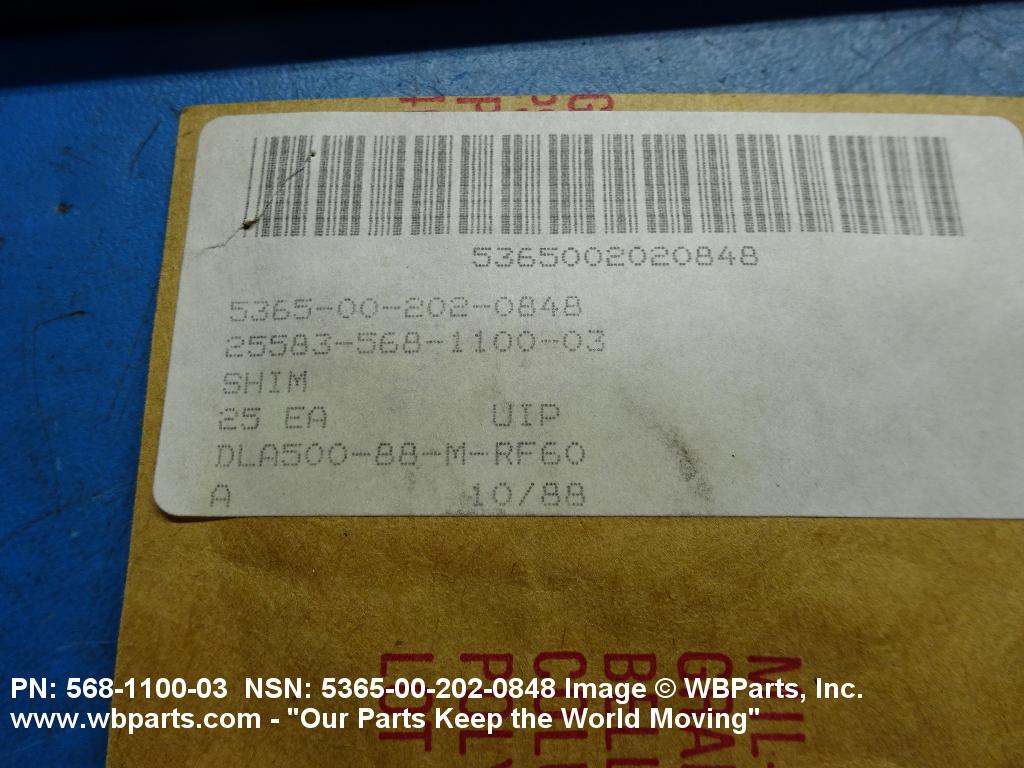 5365002020848
5365-00-202-0848
25583-568-1100-03
SHIM
25 EA UIP
DLA500-88-M-RF60
A 10/88
PN: 568-1100-03 NSN: 5365-00-202-0848 Image © WBParts, Inc.
www.wbparts.com - "Our Parts Keep the World Moving"